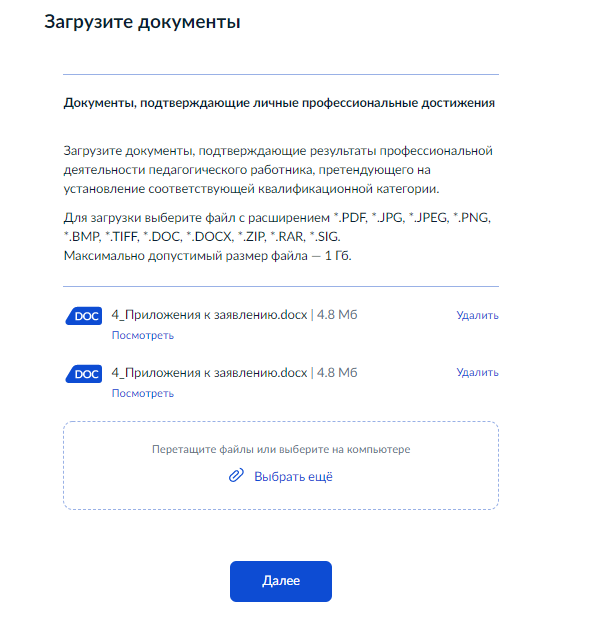 Загрузите документы
Документы, подтверждающие личные профессиональные достижения
Загрузите документы, подтверждающие результаты профессиональной
деятельности педагогического работника, претендующего на
установление соответствующей квалификационной категории.
Для загрузки выберите файл с расширением *.PDF, *.JPG, *.JPEG, *.PNG,
*.BMP, *.TIFF, *.DOC, *.DOCX, *.ZIP, *.RAR, *.SIG.
Максимально допустимый размер файла — 1 Гб.
DOC 4_Приложения к заявлению.docx | 4.8 Мб Удалить
Посмотреть
DOC 4_Приложения к заявлению.docx | 4.8 Мб Удалить
Посмотреть
Перетащите файлы или выберите на компьютере
Выбрать ещё
Далее